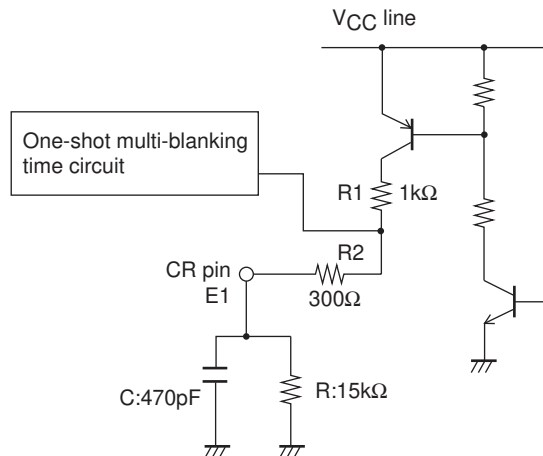 VCC line
One-shot multi-blanking
time circuit
R1 1kΩ
R2
CR pin
E1
300Ω
C:470pF
R:15kΩ